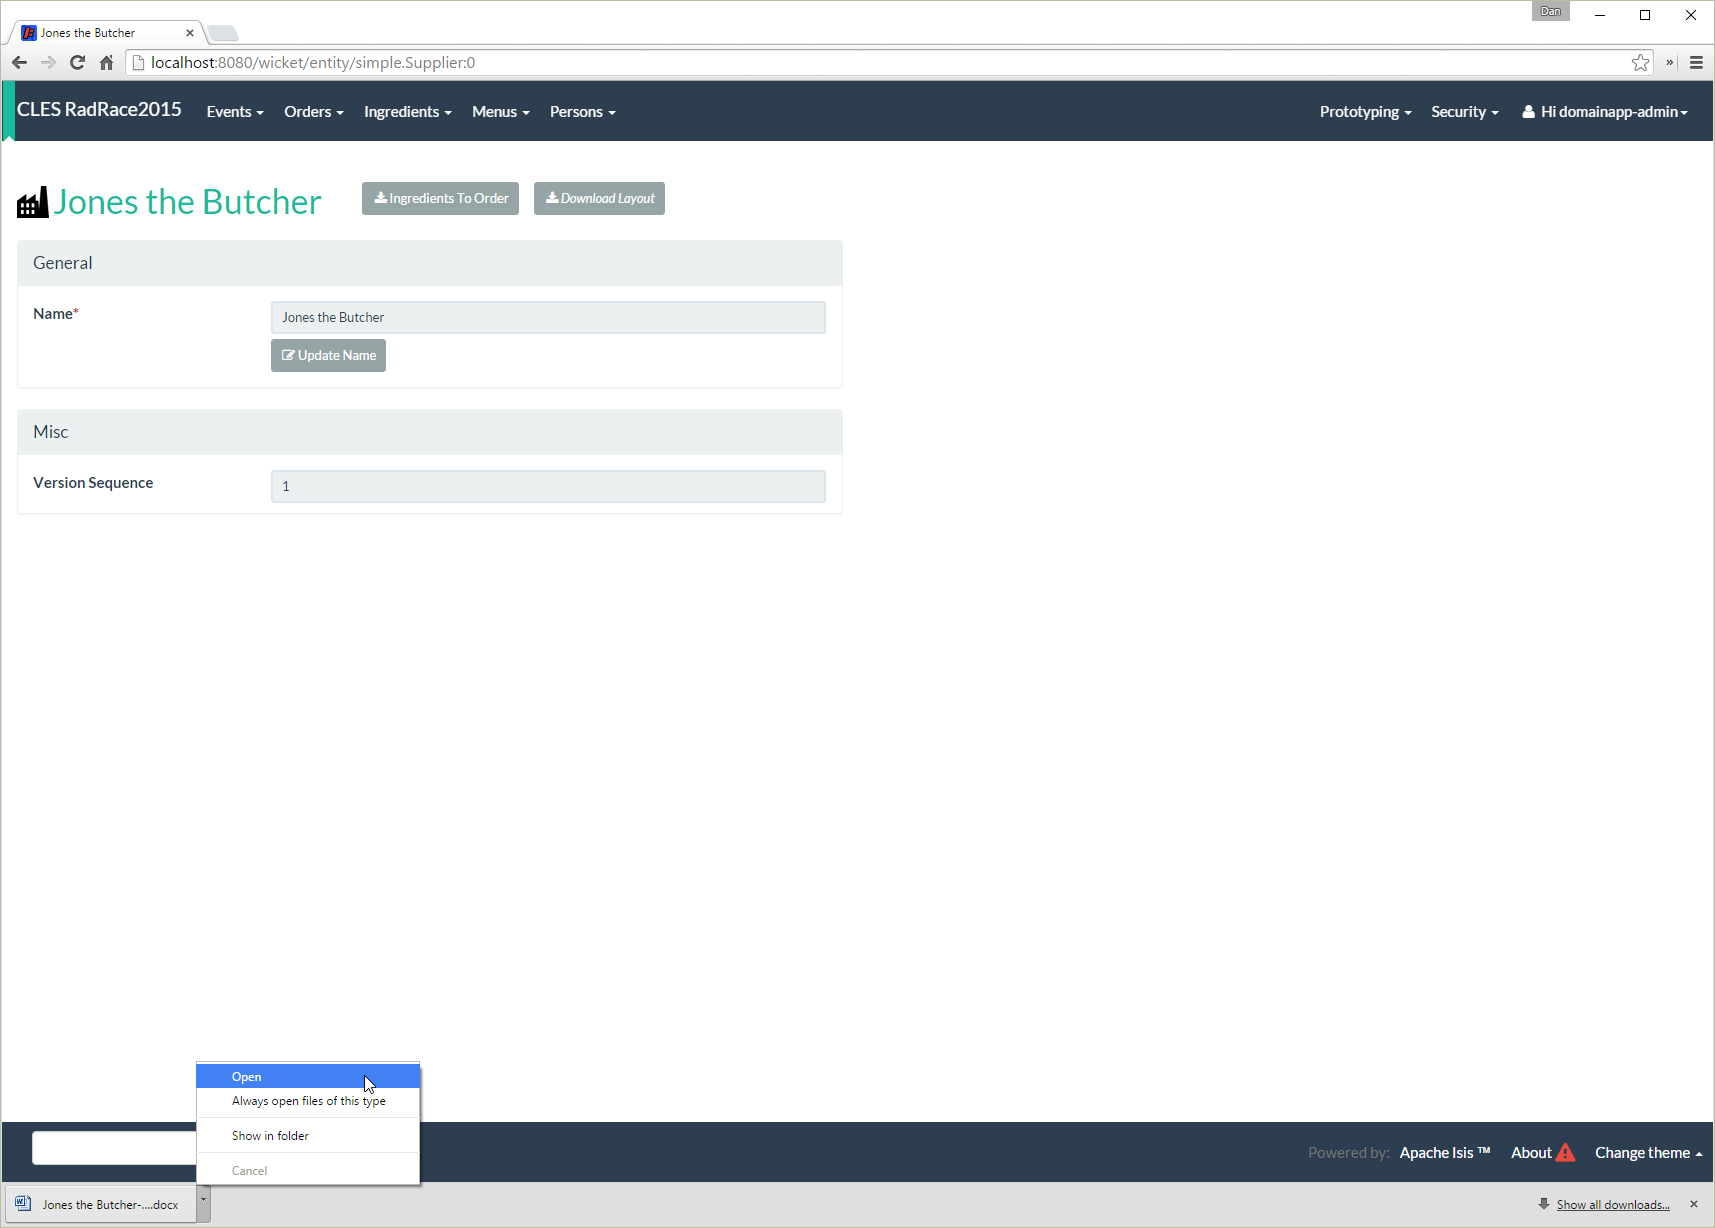 Dan
Jones the Butcher
localhost:8080/wicket/entity/simple.Supplier:0
CLES RadRace2015 Events Orders Ingredients Menus Persons Prototyping Security Hi domainapp-admin
Jones the Butcher Ingredients To Order Download Layout
General
Name* Jones the Butcher
Update Name
Misc
Version Sequence 1
Open
Always open files of this type
Show in folder
Cancel
Powered by: Apache Isis ™ About Change theme
Jones the Butcher-....docx Show all downloads...